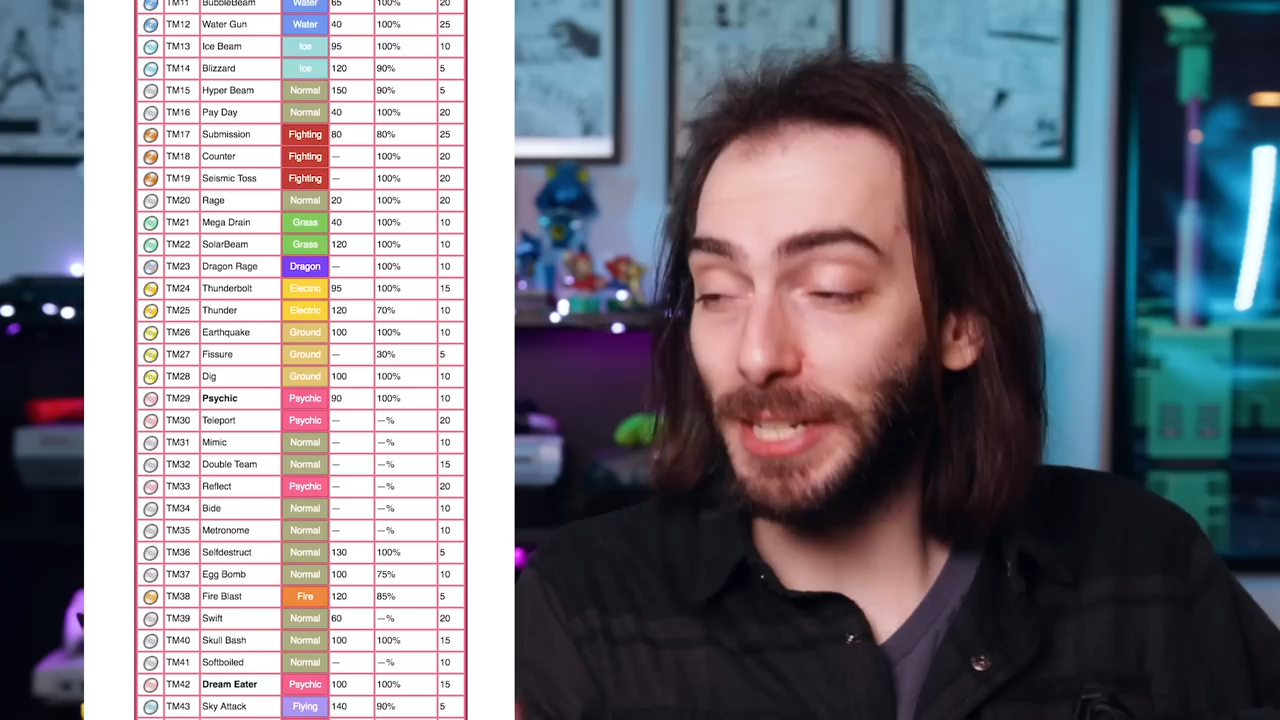 TM11 BubbleBeam Water 65 100% 20
TM12 Water Gun Water 40 100% 25
TM13 Ice Beam Ice 95 100% 10
TM14 Blizzard Ice 120 90% 5
TM15 Hyper Beam Normal 150 90% 5
TM16 Pay Day Normal 40 100% 20
TM17 Submission Fighting 80 80% 25
TM18 Counter Fighting — 100% 20
TM19 Seismic Toss Fighting — 100% 20
TM20 Rage Normal 20 100% 20
TM21 Mega Drain Grass 40 100% 10
TM22 SolarBeam Grass 120 100% 10
TM23 Dragon Rage Dragon — 100% 10
TM24 Thunderbolt Electric 95 100% 15
TM25 Thunder Electric 120 70% 10
TM26 Earthquake Ground 100 100% 10
TM27 Fissure Ground — 30% 5
TM28 Dig Ground 100 100% 10
TM29 Psychic Psychic 90 100% 10
TM30 Teleport Psychic — —% 20
TM31 Mimic Normal — —% 10
TM32 Double Team Normal — —% 15
TM33 Reflect Psychic — —% 20
TM34 Bide Normal — —% 10
TM35 Metronome Normal — —% 10
TM36 Selfdestruct Normal 130 100% 5
TM37 Egg Bomb Normal 100 75% 10
TM38 Fire Blast Fire 120 85% 5
TM39 Swift Normal 60 —% 20
TM40 Skull Bash Normal 100 100% 15
TM41 Softboiled Normal — —% 10
TM42 Dream Eater Psychic 100 100% 15
TM43 Sky Attack Flying 140 90% 5